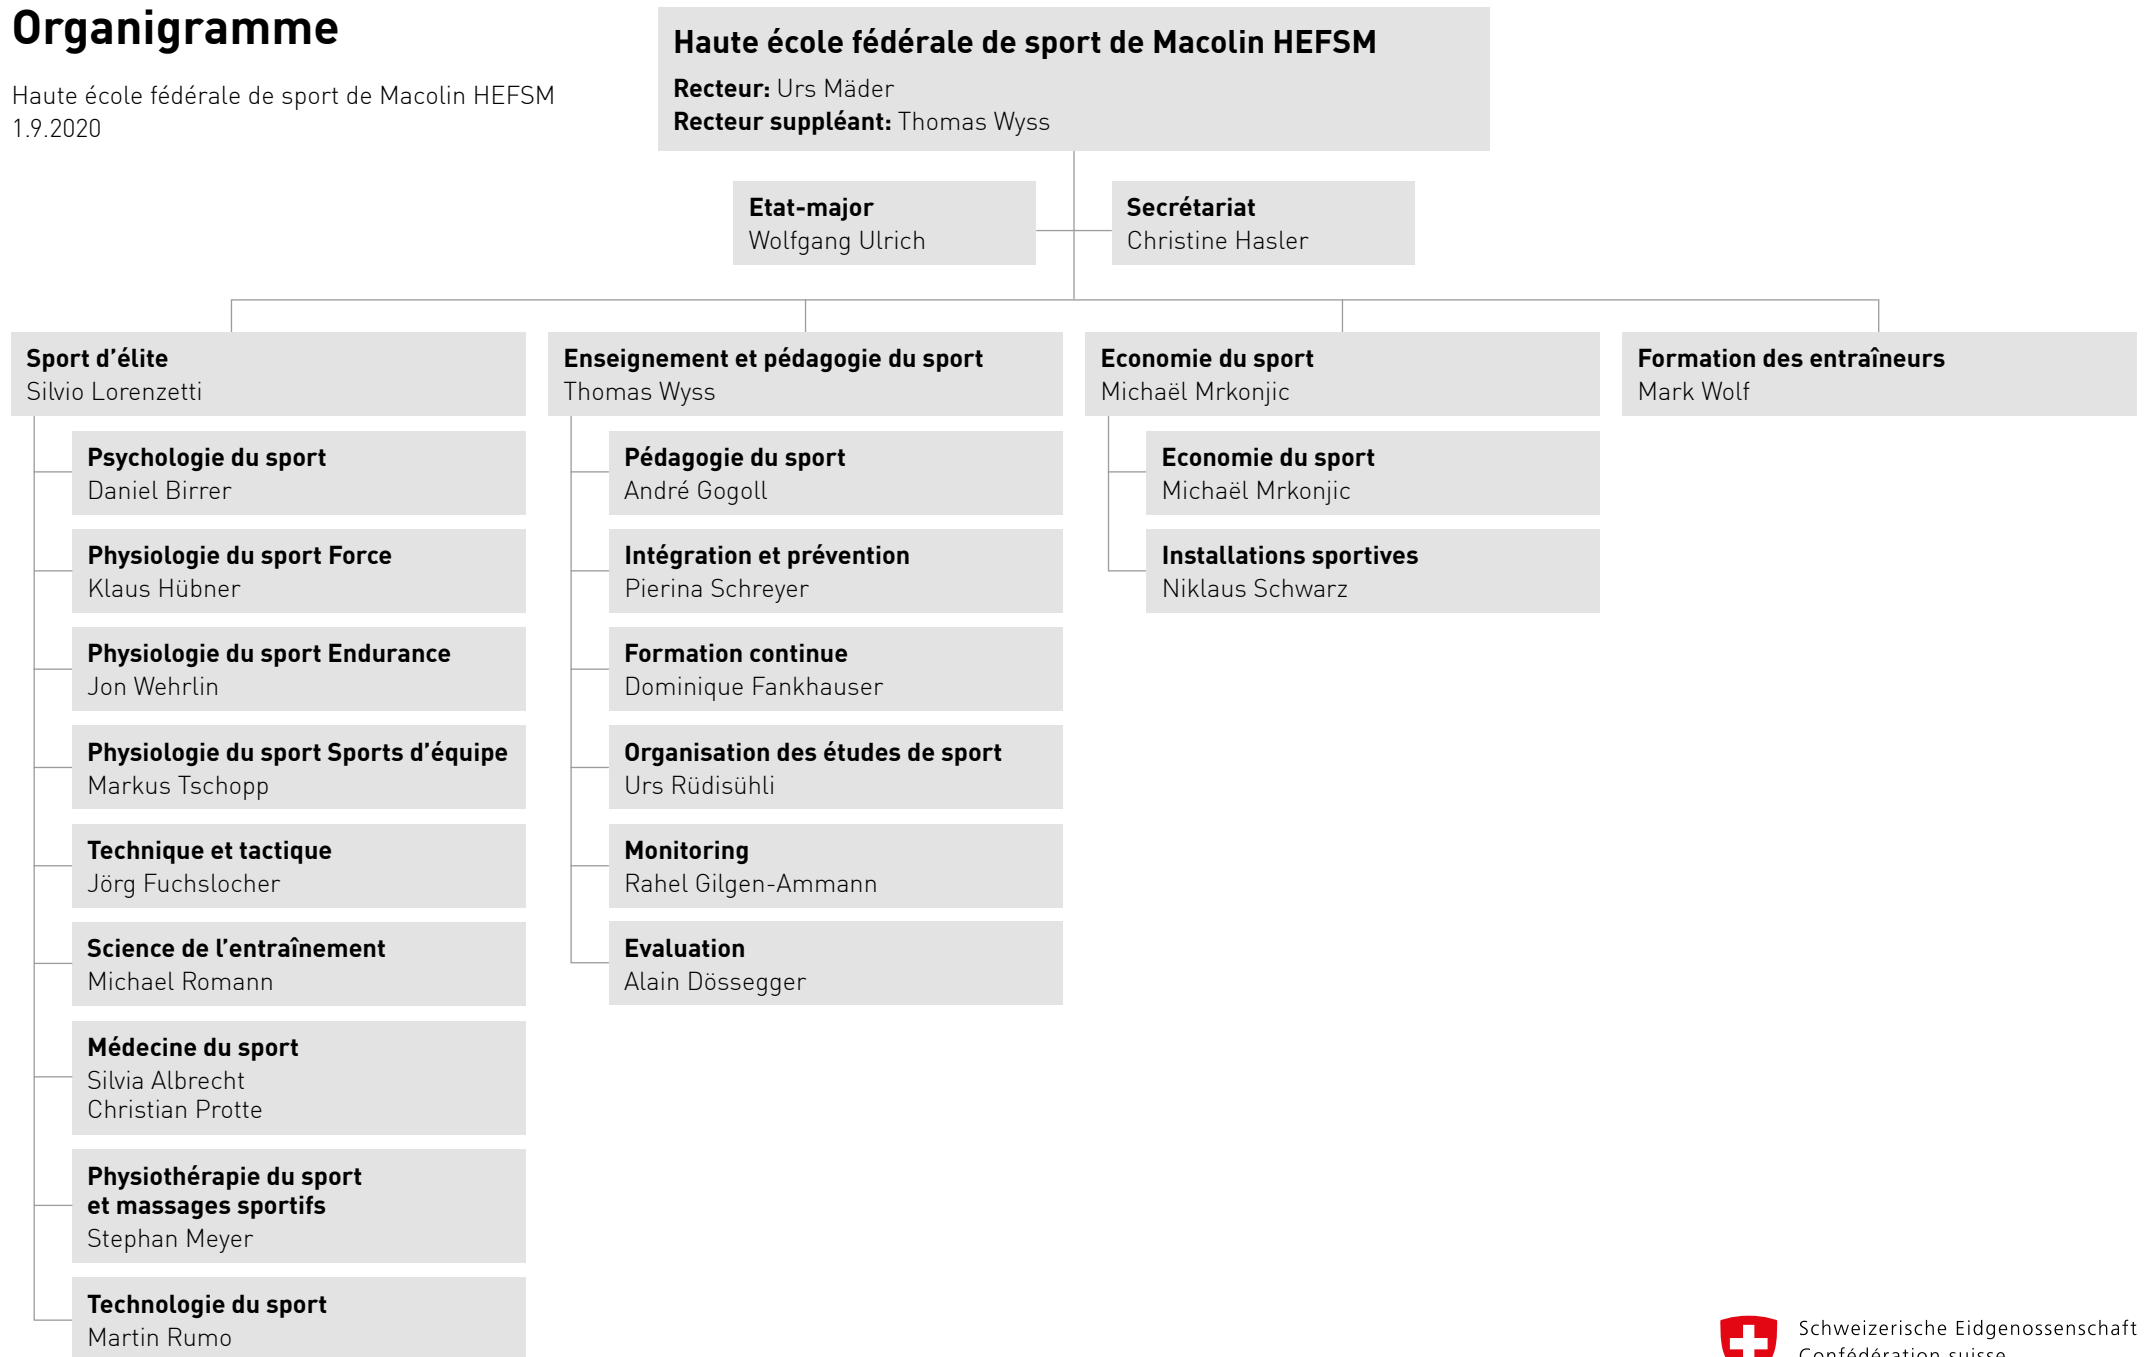 Organigramme
Haute école fédérale de sport de Macolin HEFSM
1.9.2020
Haute école fédérale de sport de Macolin HEFSM
Recteur: Urs Mäder
Recteur suppléant: Thomas Wyss
Etat-major
Wolfgang Ulrich
Secrétariat
Christine Hasler
Sport d’élite
Silvio Lorenzetti
Psychologie du sport
Daniel Birrer
Physiologie du sport Force
Klaus Hübner
Physiologie du sport Endurance
Jon Wehrlin
Physiologie du sport Sports d’équipe
Markus Tschopp
Technique et tactique
Jörg Fuchslocher
Science de l’entraînement
Michael Romann
Médecine du sport
Silvia Albrecht
Christian Protte
Physiothérapie du sport
et massages sportifs
Stephan Meyer
Technologie du sport
Martin Rumo
Enseignement et pédagogie du sport
Thomas Wyss
Pédagogie du sport
André Gogoll
Intégration et prévention
Pierina Schreyer
Formation continue
Dominique Fankhauser
Organisation des études de sport
Urs Rüdisühli
Monitoring
Rahel Gilgen-Ammann
Evaluation
Alain Dössegger
Economie du sport
Michaël Mrkonjic
Economie du sport
Michaël Mrkonjic
Installations sportives
Niklaus Schwarz
Formation des entraîneurs
Mark Wolf
Schweizerische Eidgenossenschaft
Confédération suisse